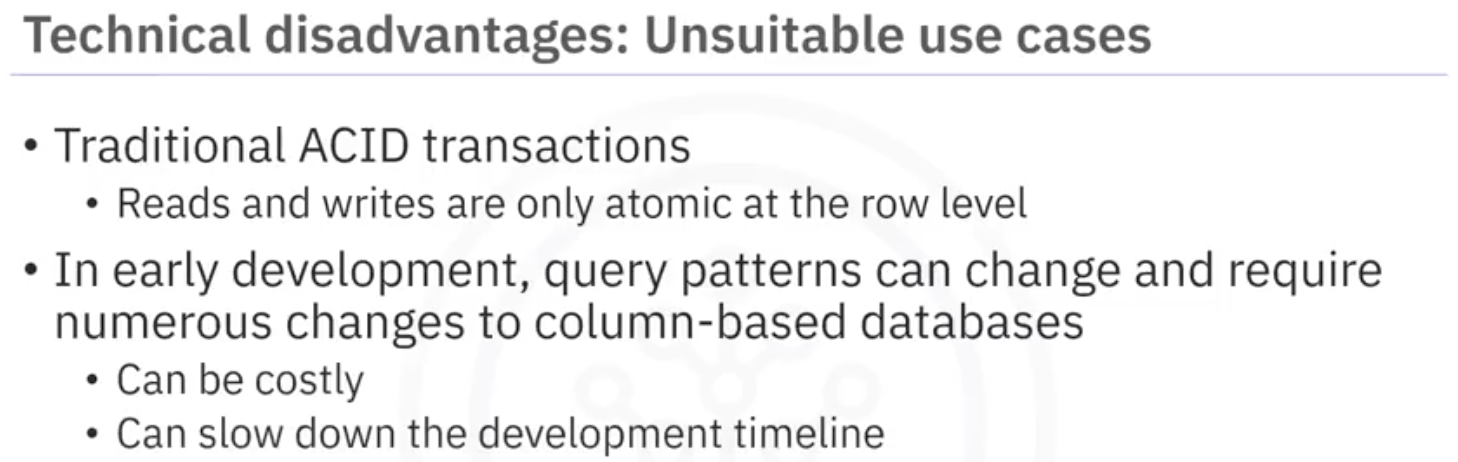 Technical disadvantages: Unsuitable use cases
• Traditional ACID transactions
• Reads and writes are only atomic at the row level
• In early development, query patterns can change and require
numerous changes to column-based databases
• Can be costly
• Can slow down the development timeline